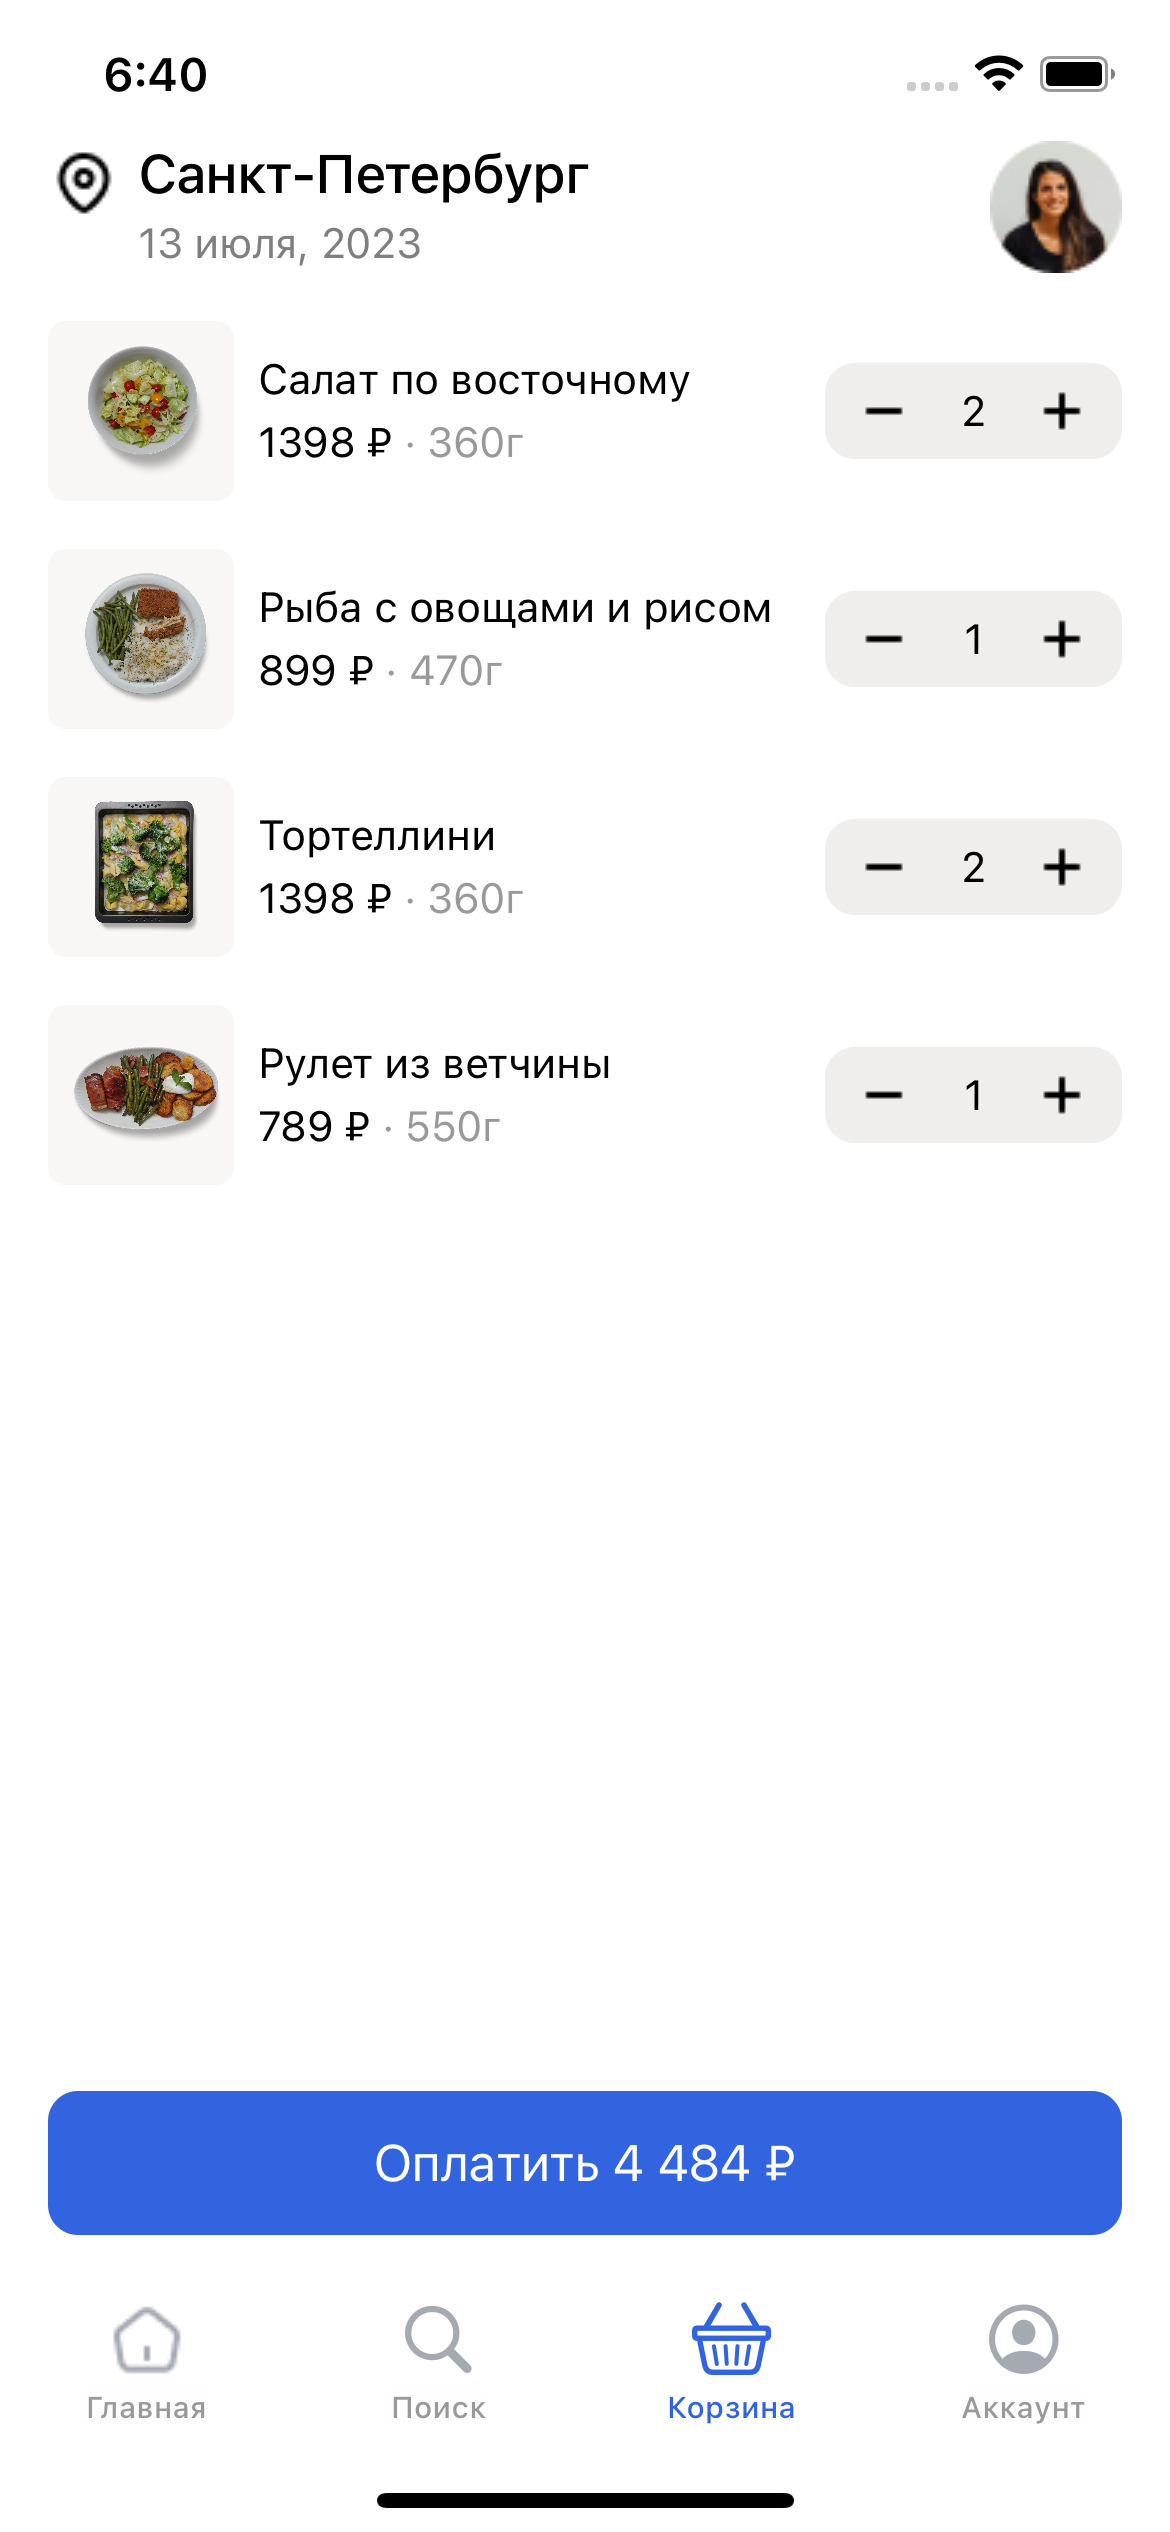 6:40
Санкт-Петербург
13 июля, 2023
Салат по восточному
1398 ₽ · 360г
2
Рыба с овощами и рисом
899 ₽ · 470г
1
Тортеллини
1398 ₽ · 360г
2
Рулет из ветчины
789 ₽ · 550г
1
Оплатить 4 484 ₽
Главная
Поиск
Корзина
Аккаунт